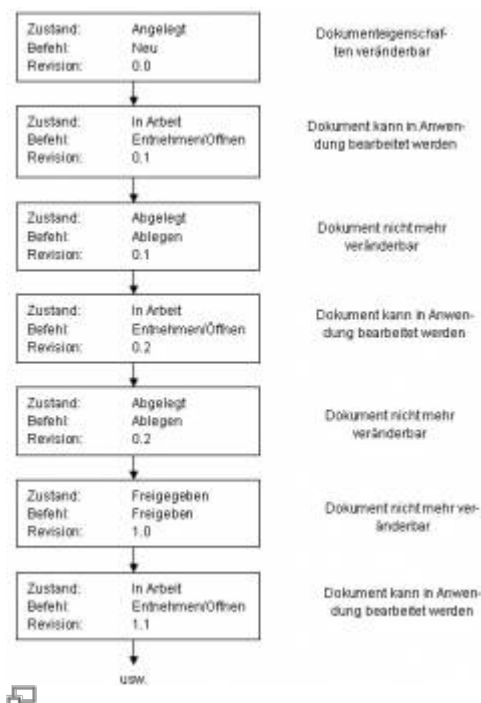 Zustand: Angelegt
Befehl: Neu
Revision: 0.0
Dokumenteigenschaf-
ten veränderbar
Zustand: In Arbeit
Befehl: Entnehmen/Öffnen
Revision: 0.1
Dokument kann in Anwen-
dung bearbeitet werden
Zustand: Abgelegt
Befehl: Ablegen
Revision: 0.1
Dokument nicht mehr
veränderbar
Zustand: In Arbeit
Befehl: Entnehmen/Öffnen
Revision: 0.2
Dokument kann in Anwen-
dung bearbeitet werden
Zustand: Abgelegt
Befehl: Ablegen
Revision: 0.2
Dokument nicht mehr
veränderbar
Zustand: Freigegeben
Befehl: Freigeben
Revision: 1.0
Dokument nicht mehr ver-
änderbar
Zustand: In Arbeit
Befehl: Entnehmen/Öffnen
Revision: 1.1
Dokument kann in Anwen-
dung bearbeitet werden
usw.